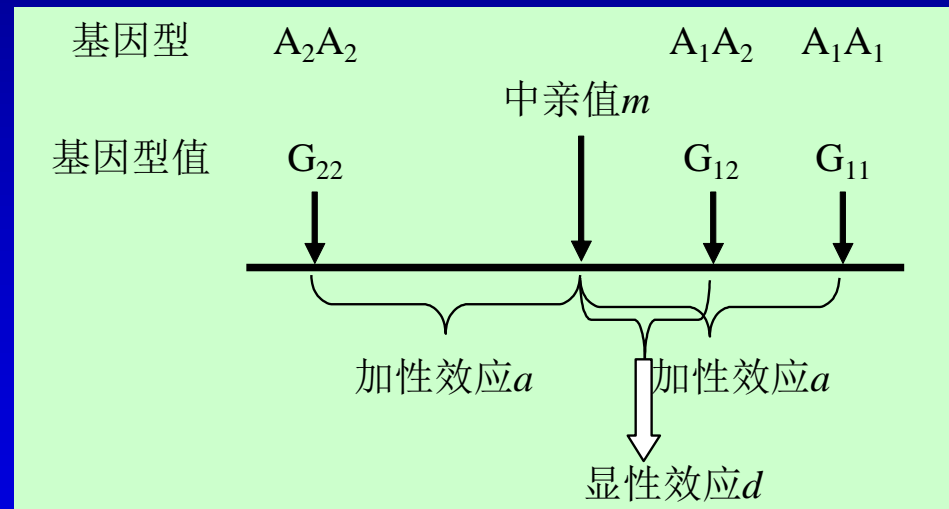 基因型 A₂A₂ A₁A₂ A₁A₁
中亲值m
基因型值 G₂₂ G₁₂ G₁₁
加性效应a 加性效应a
显性效应d